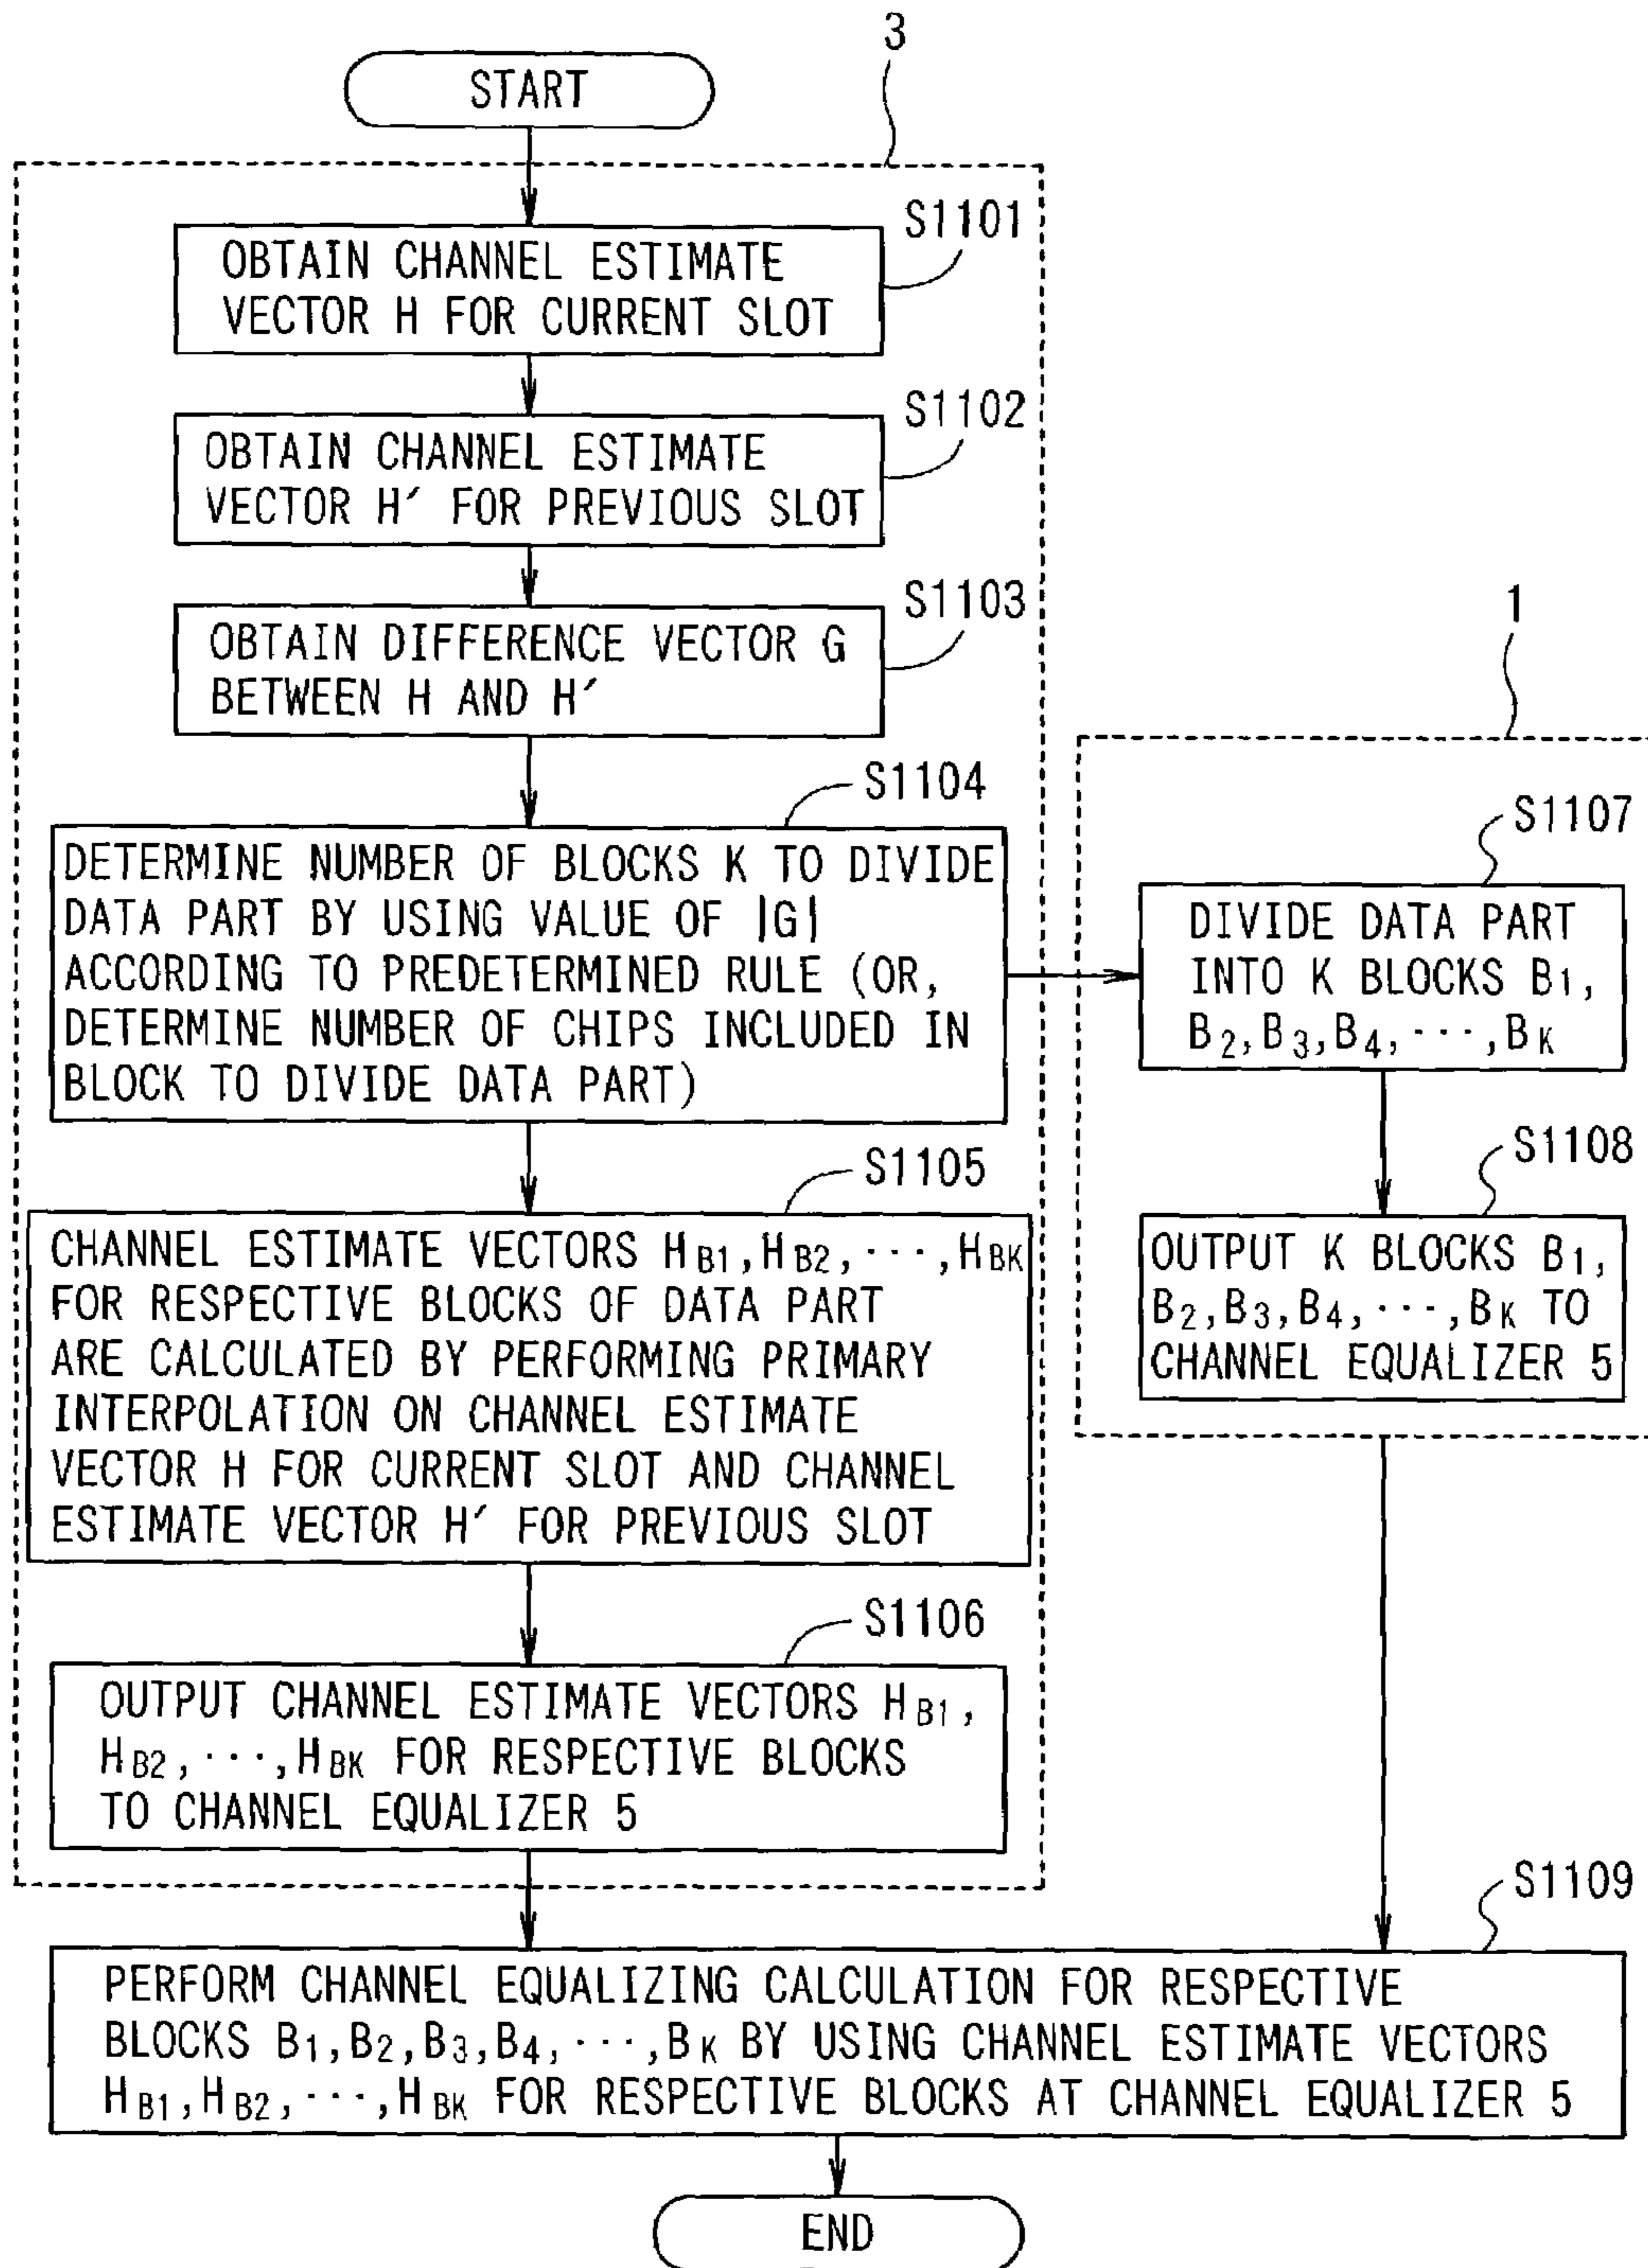 3
START
S1101
OBTAIN CHANNEL ESTIMATE
VECTOR H FOR CURRENT SLOT
S1102
OBTAIN CHANNEL ESTIMATE
VECTOR H′ FOR PREVIOUS SLOT
S1103
OBTAIN DIFFERENCE VECTOR G
BETWEEN H AND H′
S1104
DETERMINE NUMBER OF BLOCKS K TO DIVIDE
DATA PART BY USING VALUE OF |G|
ACCORDING TO PREDETERMINED RULE (OR,
DETERMINE NUMBER OF CHIPS INCLUDED IN
BLOCK TO DIVIDE DATA PART)
S1105
CHANNEL ESTIMATE VECTORS HB1,HB2,···,HBK
FOR RESPECTIVE BLOCKS OF DATA PART
ARE CALCULATED BY PERFORMING PRIMARY
INTERPOLATION ON CHANNEL ESTIMATE
VECTOR H FOR CURRENT SLOT AND CHANNEL
ESTIMATE VECTOR H′ FOR PREVIOUS SLOT
S1106
OUTPUT CHANNEL ESTIMATE VECTORS HB1,
HB2,···,HBK FOR RESPECTIVE BLOCKS
TO CHANNEL EQUALIZER 5
1
S1107
DIVIDE DATA PART
INTO K BLOCKS B1,
B2,B3,B4,···,BK
S1108
OUTPUT K BLOCKS B1,
B2,B3,B4,···,BK TO
CHANNEL EQUALIZER 5
S1109
PERFORM CHANNEL EQUALIZING CALCULATION FOR RESPECTIVE
BLOCKS B1,B2,B3,B4,···,BK BY USING CHANNEL ESTIMATE VECTORS
HB1,HB2,···,HBK FOR RESPECTIVE BLOCKS AT CHANNEL EQUALIZER 5
END